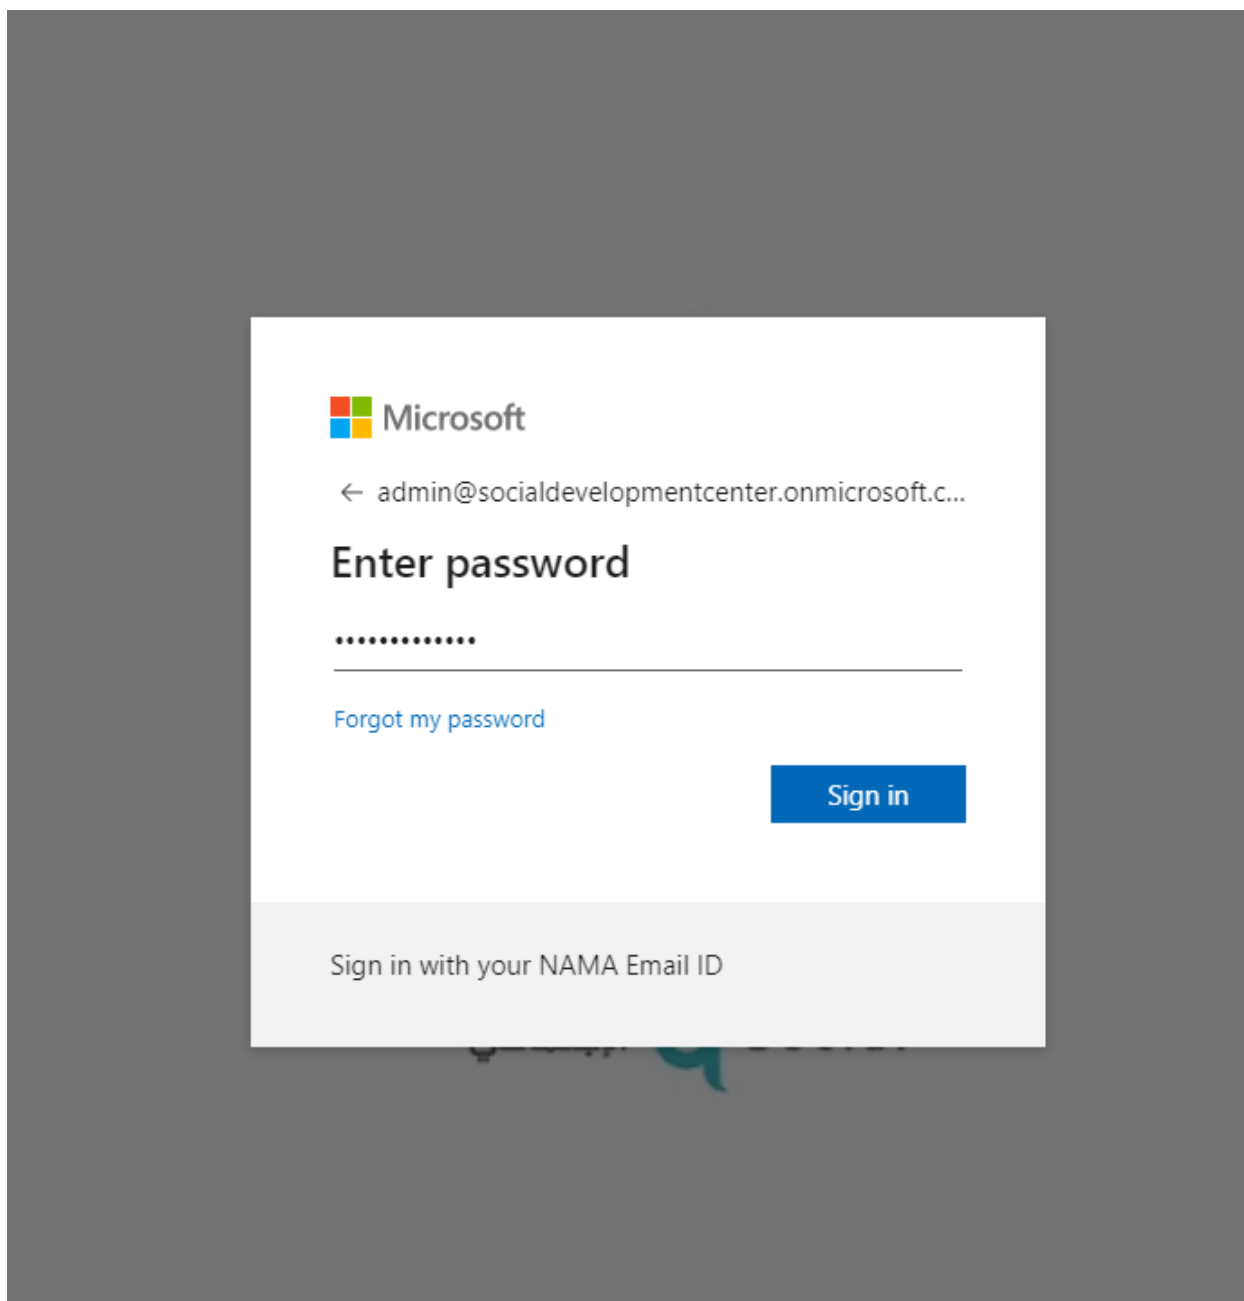 Microsoft
← admin@socialdevelopmentcenter.onmicrosoft.c...
Enter password
•••••••••••••
Forgot my password
Sign in
Sign in with your NAMA Email ID